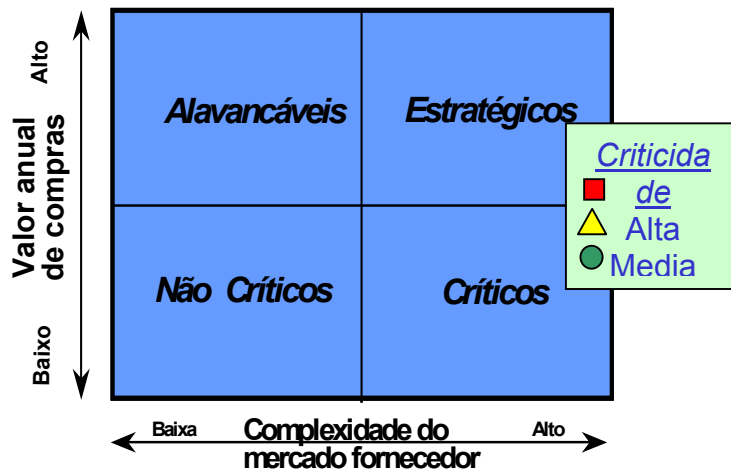 Alto
Valor anual
de compras
Baixo
Alavancáveis
Estratégicos
Não Críticos
Críticos
Criticida
de
Alta
Media
Baixa
Complexidade do
mercado fornecedor
Alto